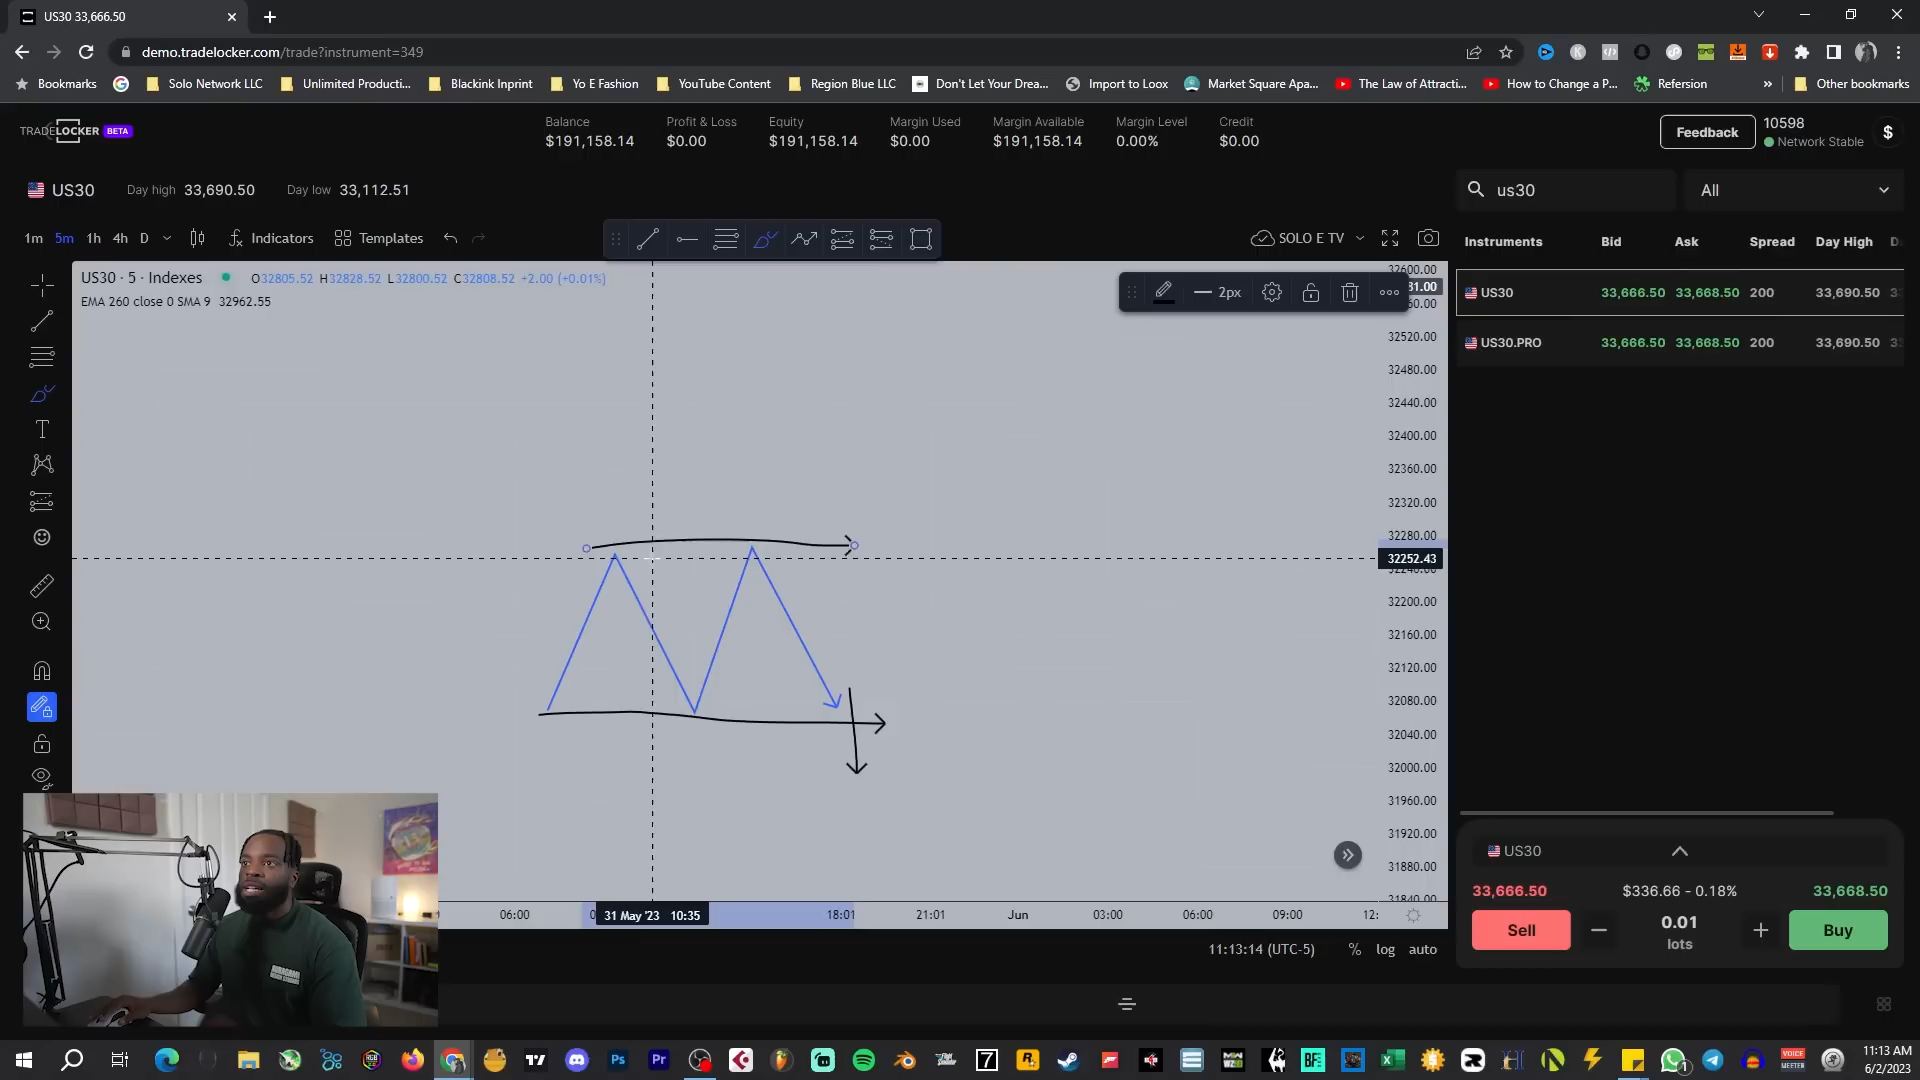 US30 33,666.50
demo.tradelocker.com/trade?instrument=349
Bookmarks
Solo Network LLC
Unlimited Producti...
Blackink Inprint
Yo E Fashion
YouTube Content
Region Blue LLC
Don't Let Your Drea...
Import to Loox
Market Square Apa...
The Law of Attracti...
How to Change a P...
Refersion
Other bookmarks
TRADELOCKER BETA
Balance
$191,158.14
Profit & Loss
$0.00
Equity
$191,158.14
Margin Used
$0.00
Margin Available
$191,158.14
Margin Level
0.00%
Credit
$0.00
Feedback
10598
Network Stable
$
US30 Day high 33,690.50 Day low 33,112.51
us30
All
1m 5m 1h 4h D Indicators Templates
SOLO E TV
Instruments Bid Ask Spread Day High
US30 33,666.50 33,668.50 200 33,690.50
US30.PRO 33,666.50 33,668.50 200 33,690.50
US30 · 5 · Indexes O32805.52 H32828.52 L32800.52 C32808.52 +2.00 (+0.01%)
EMA 260 close 0 SMA 9 32962.55
2px
32600.00
32520.00
32480.00
32440.00
32400.00
32360.00
32320.00
32280.00
32252.43
32200.00
32160.00
32120.00
32080.00
32040.00
32000.00
31960.00
31920.00
31880.00
31840.00
06:00
31 May '23 10:35
18:01
21:01
Jun
03:00
06:00
09:00
12:
11:13:14 (UTC-5) % log auto
US30
33,666.50 $336.66 - 0.18% 33,668.50
Sell
0.01
lots
Buy
11:13 AM
6/2/2023